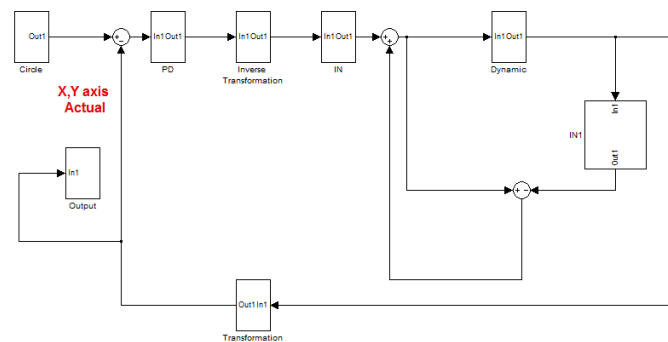 Out1
Circle
+
−
In1 Out1
PD
In1 Out1
Inverse
Transformation
In1 Out1
IN
+
+
In1 Out1
Dynamic
X,Y axis
Actual
In1
IN1
Out1
In1
Output
+ −
Out1 In1
Transformation